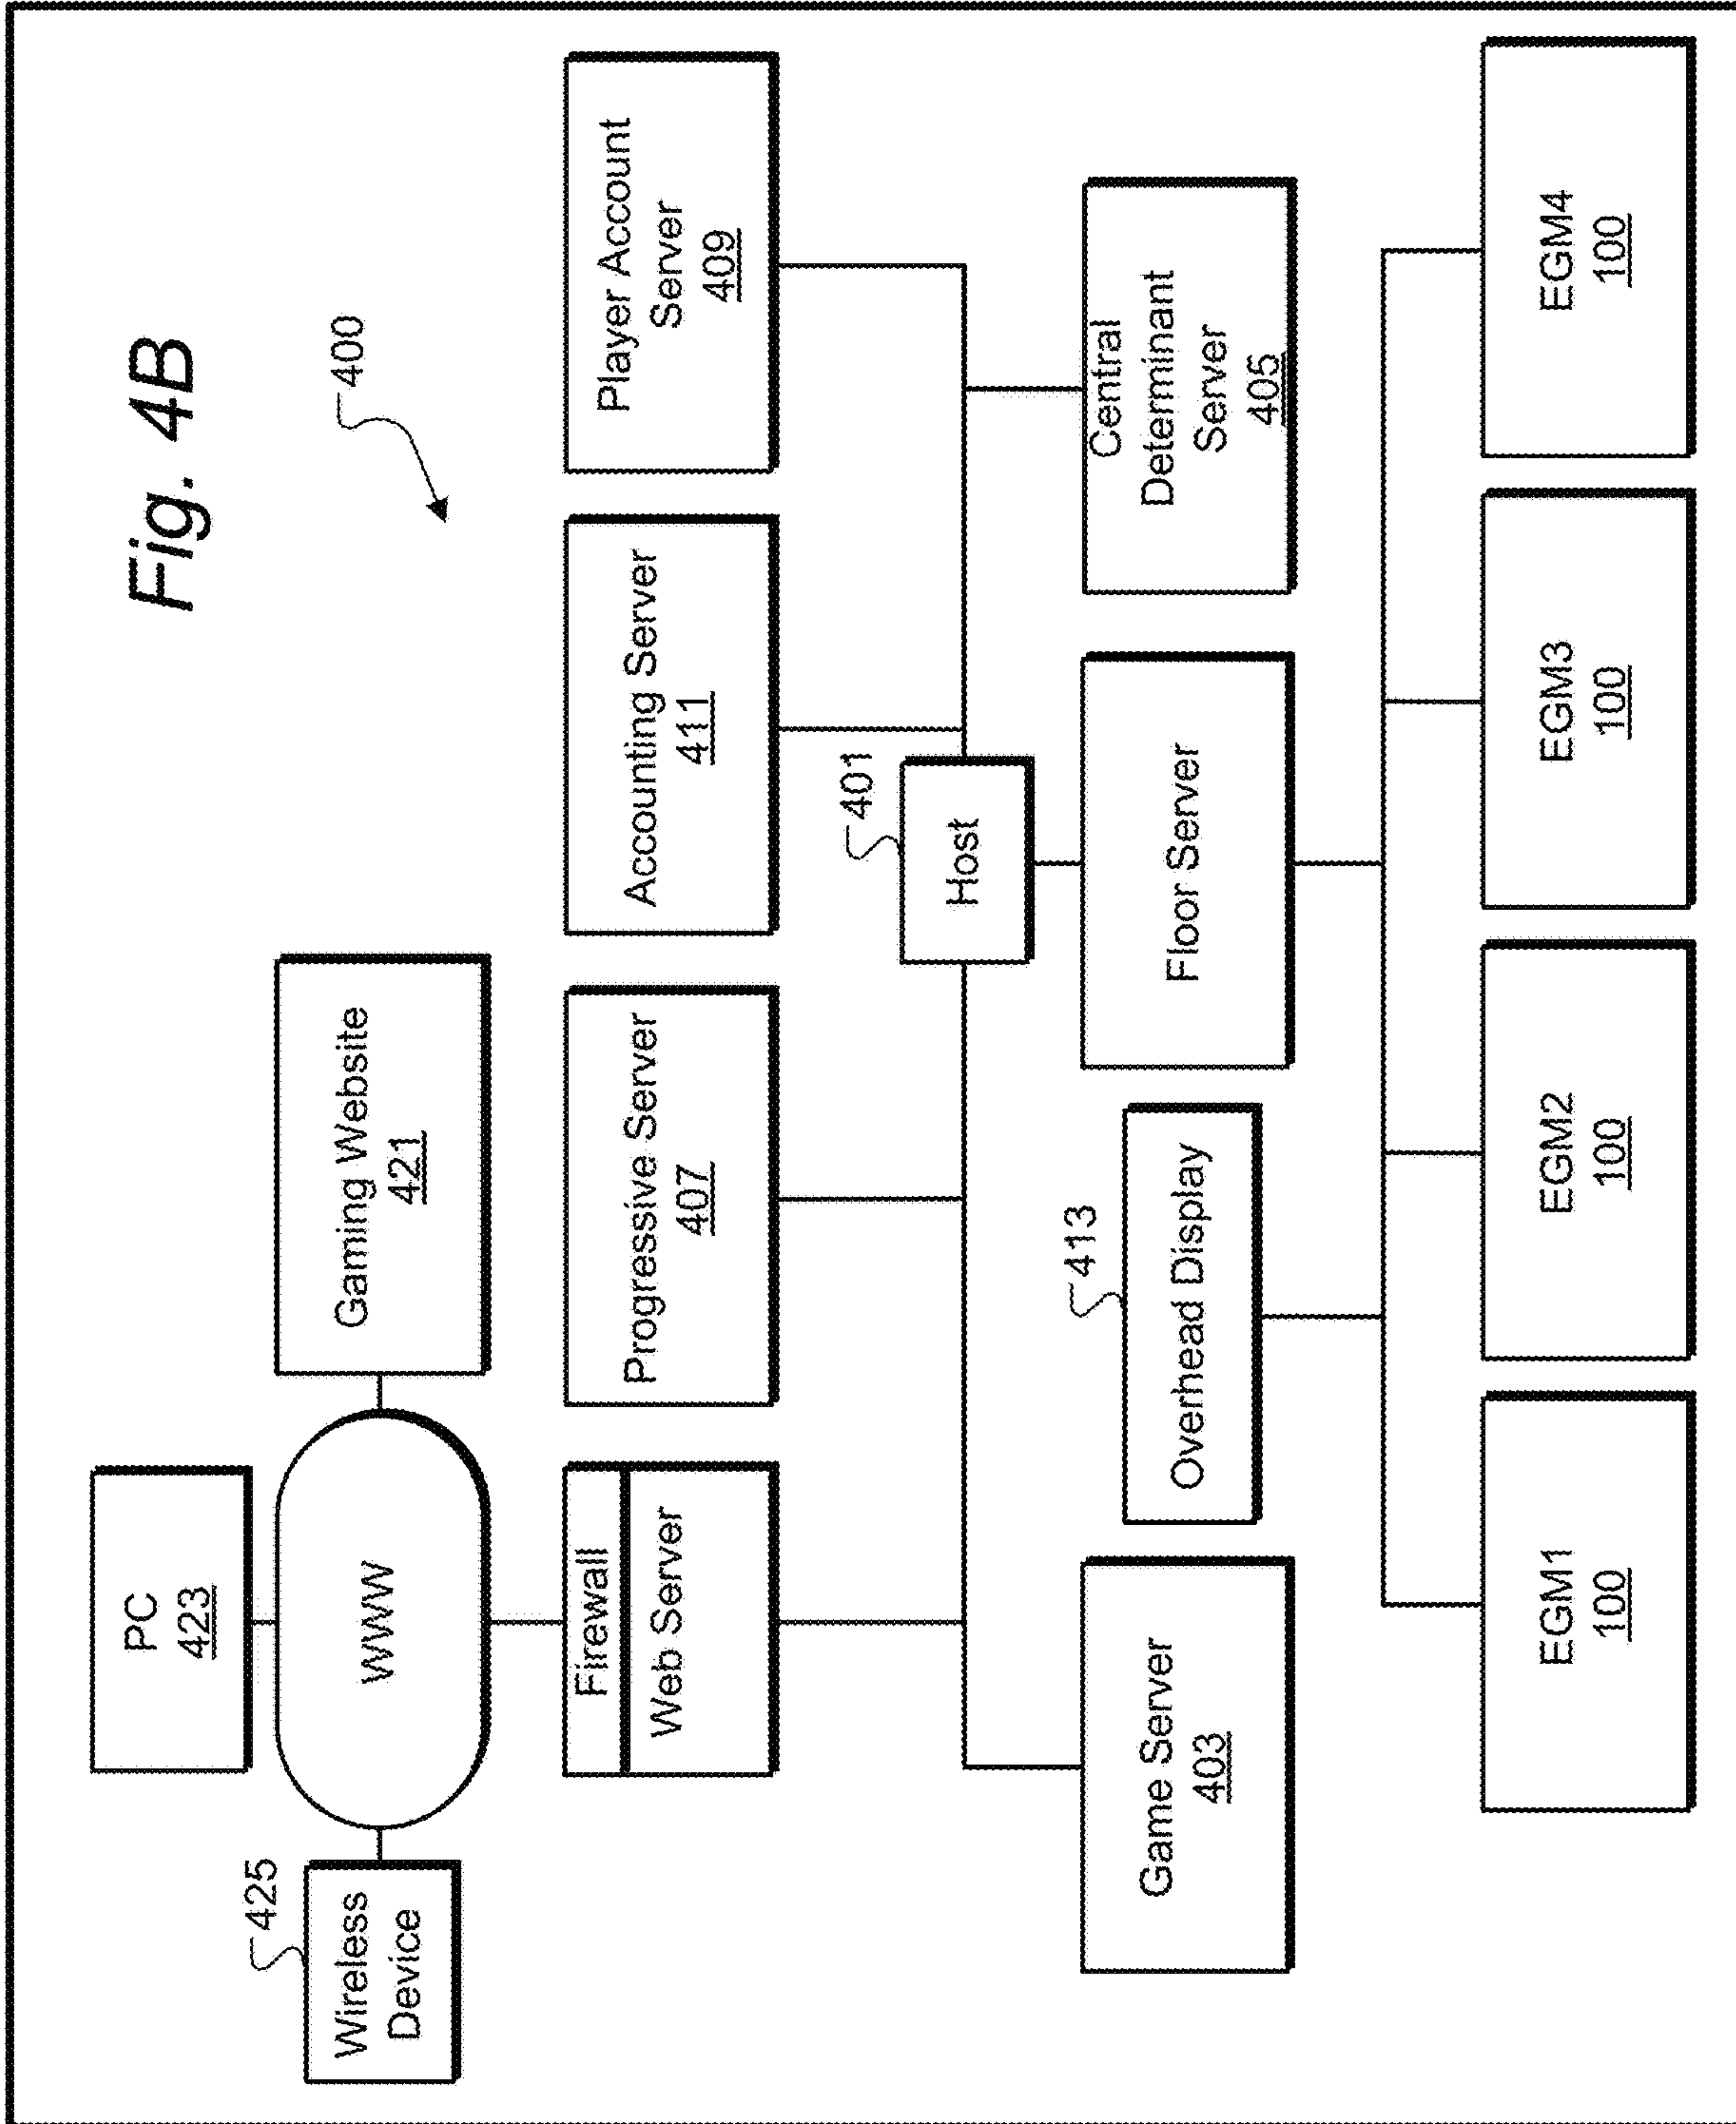 Fig. 4B
400
PC
423
425
Wireless
Device
WWW
Gaming Website
421
Firewall
Web Server
Progressive Server
407
Accounting Server
411
Player Account
Server
409
401
Host
Game Server
403
413
Overhead Display
Floor Server
Central
Determinant
Server
405
EGM1
100
EGM2
100
EGM3
100
EGM4
100